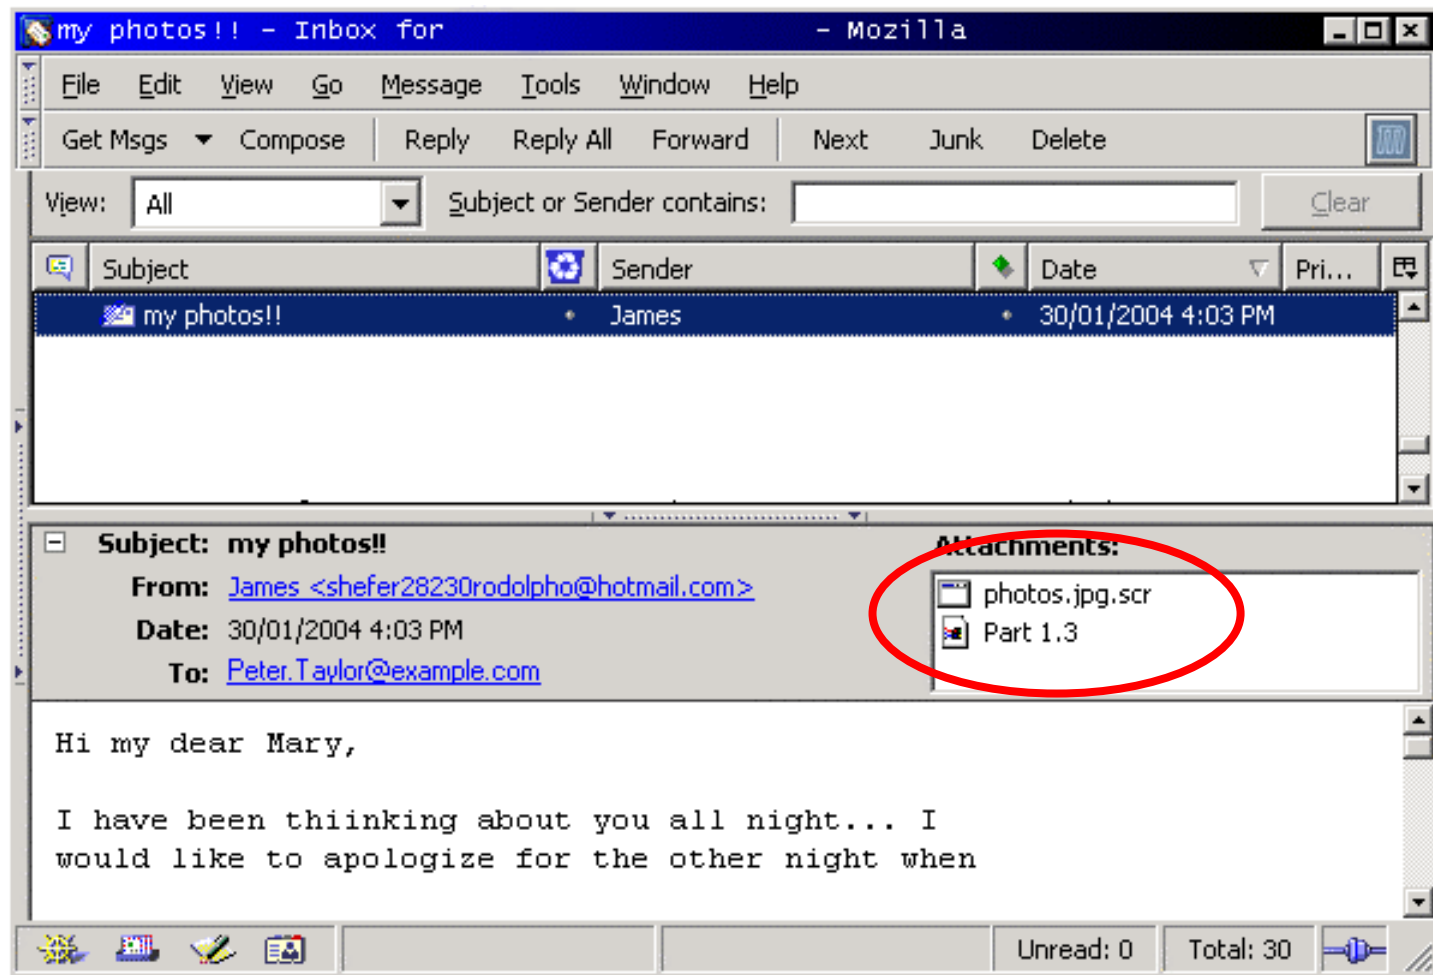 my photos!! - Inbox for - Mozilla
File Edit View Go Message Tools Window Help
Get Msgs Compose Reply Reply All Forward Next Junk Delete
View: All Subject or Sender contains: Clear
Subject Sender Date Pri...
my photos!! James 30/01/2004 4:03 PM
Subject: my photos!! Attachments:
From: James <shefer28230rodolpho@hotmail.com> photos.jpg.scr
Date: 30/01/2004 4:03 PM Part 1.3
To: Peter.Taylor@example.com
Hi my dear Mary,
I have been thiinking about you all night... I
would like to apologize for the other night when
Unread: 0 Total: 30